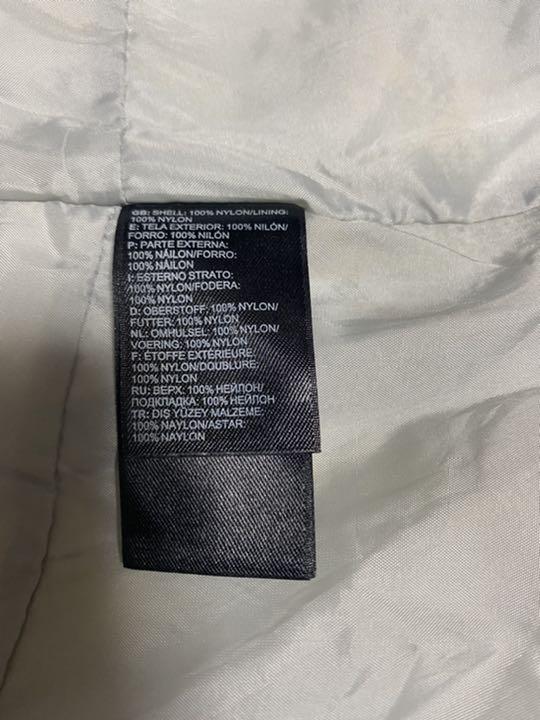 GB: SHELL: 100% NYLON/LINING:
100% NYLON
E: TELA EXTERIOR: 100% NILÓN/
FORRO: 100% NILÓN
P: PARTE EXTERNA:
100% NÁILON/FORRO:
100% NÁILON
I: ESTERNO STRATO:
100% NYLON/FODERA:
100% NYLON
D: OBERSTOFF: 100% NYLON/
FUTTER: 100% NYLON
NL: OMHULSEL: 100% NYLON/
VOERING: 100% NYLON
F: ÉTOFFE EXTÉRIEURE:
100% NYLON/DOUBLURE:
100% NYLON
RU: ВЕРХ: 100% НЕЙЛОН/
ПОДКЛАДКА: 100% НЕЙЛОН
TR: DIŞ YÜZEY MALZEME:
100% NAYLON/ASTAR:
100% NAYLON